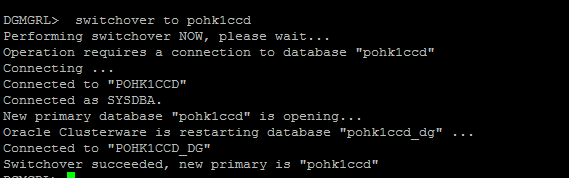 DGMGRL>  switchover to pohk1ccd
Performing switchover NOW, please wait...
Operation requires a connection to database "pohk1ccd"
Connecting ...
Connected to "POHK1CCD"
Connected as SYSDBA.
New primary database "pohk1ccd" is opening...
Oracle Clusterware is restarting database "pohk1ccd_dg" ...
Connected to "POHK1CCD_DG"
Switchover succeeded, new primary is "pohk1ccd"
DGMGRL>